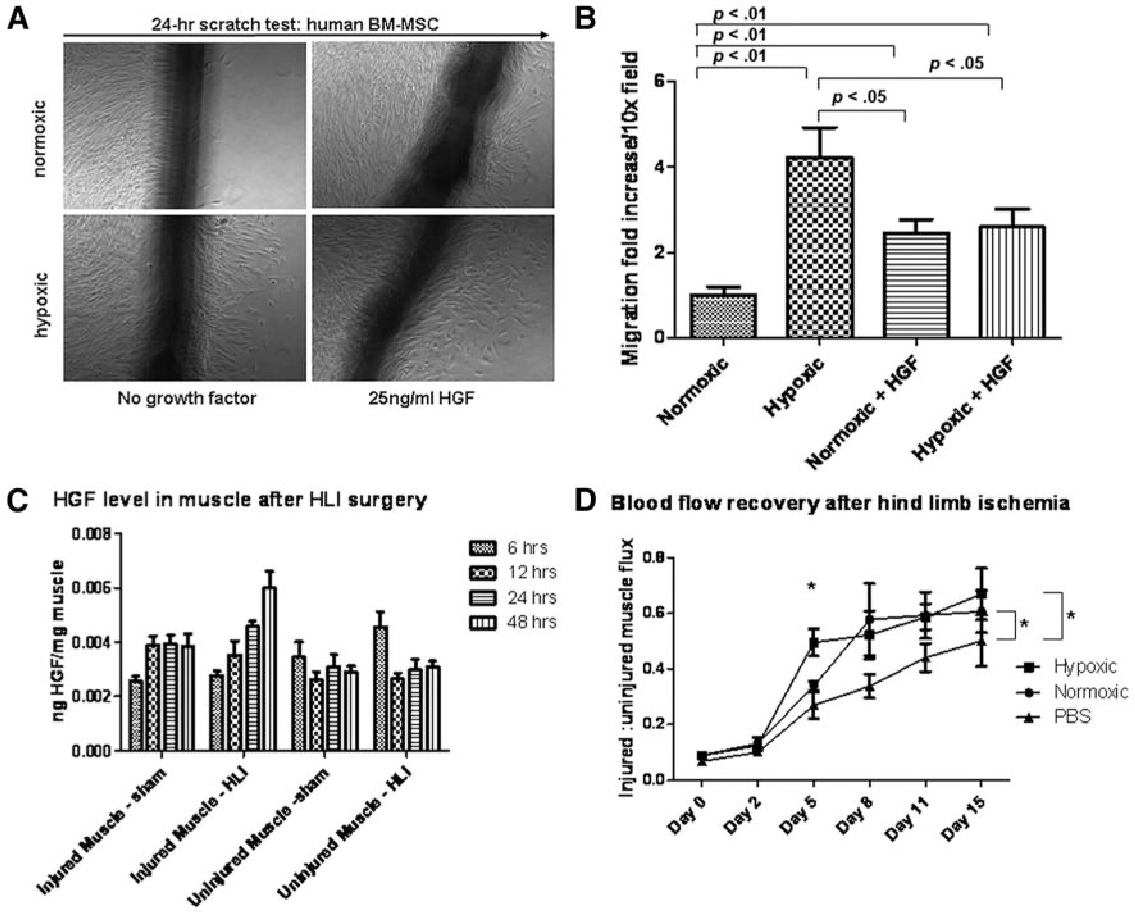 A
24-hr scratch test: human BM-MSC
normoxic
hypoxic
No growth factor
25ng/ml HGF
B
p < .01
p < .01
p < .01
p < .05
p < .05
Migration fold increase/10x field
6
4
2
0
Normoxic
Hypoxic
Normoxic + HGF
Hypoxic + HGF
C
HGF level in muscle after HLI surgery
ng HGF/mg muscle
0.008
0.006
0.004
0.002
0.000
6 hrs
12 hrs
24 hrs
48 hrs
Injured Muscle - sham
Injured Muscle - HLI
Uninjured Muscle -sham
Uninjured Muscle - HLI
D
Blood flow recovery after hind limb ischemia
Injured :uninjured muscle flux
0.8
0.6
0.4
0.2
0.0
*
*
*
Hypoxic
Normoxic
PBS
Day 0
Day 2
Day 5
Day 8
Day 11
Day 15